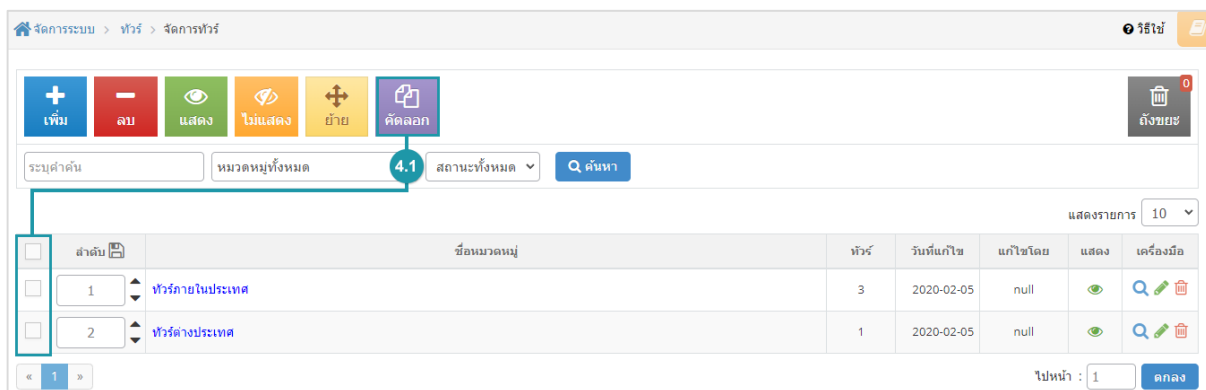 จัดการระบบ > ทัวร์ > จัดการทัวร์ วิธีใช้
เพิ่ม ลบ แสดง ไม่แสดง ย้าย คัดลอก 0 ถังขยะ
ระบุคำค้น หมวดหมู่ทั้งหมด 4.1 สถานะทั้งหมด ค้นหา
แสดงรายการ 10
ลำดับ ชื่อหมวดหมู่ ทัวร์ วันที่แก้ไข แก้ไขโดย แสดง เครื่องมือ
1 ทัวร์ภายในประเทศ 3 2020-02-05 null
2 ทัวร์ต่างประเทศ 1 2020-02-05 null
« 1 » ไปหน้า : 1 ตกลง